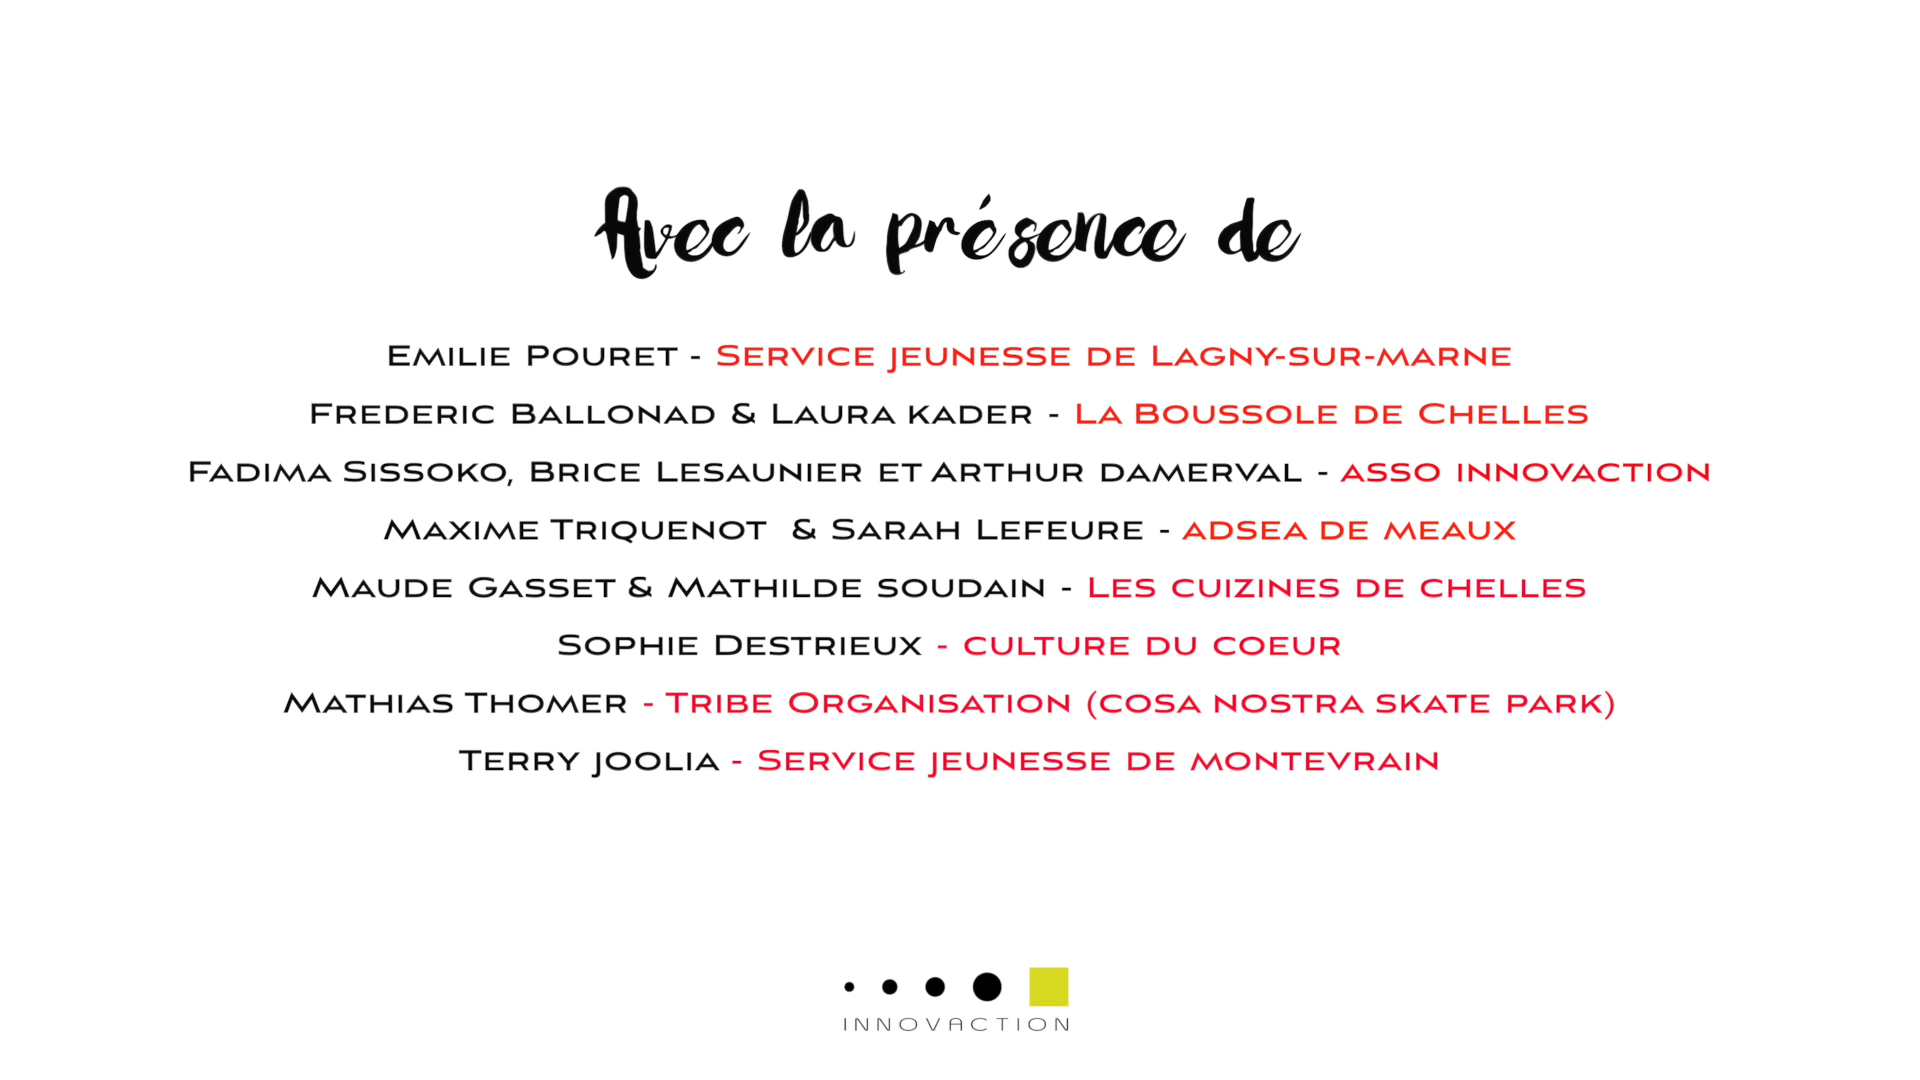 Avec la présence de
Emilie Pouret - Service jeunesse de Lagny-sur-marne
Frederic Ballonad & Laura kader - La Boussole de Chelles
Fadima Sissoko, Brice Lesaunier et Arthur damerval - asso innovaction
Maxime Triquenot & Sarah Lefeure - adsea de meaux
Maude Gasset & Mathilde soudain - Les cuizines de chelles
Sophie Destrieux - culture du coeur
Mathias Thomer - Tribe Organisation (cosa nostra skate park)
Terry joolia - Service jeunesse de montevrain
INNOVACTION